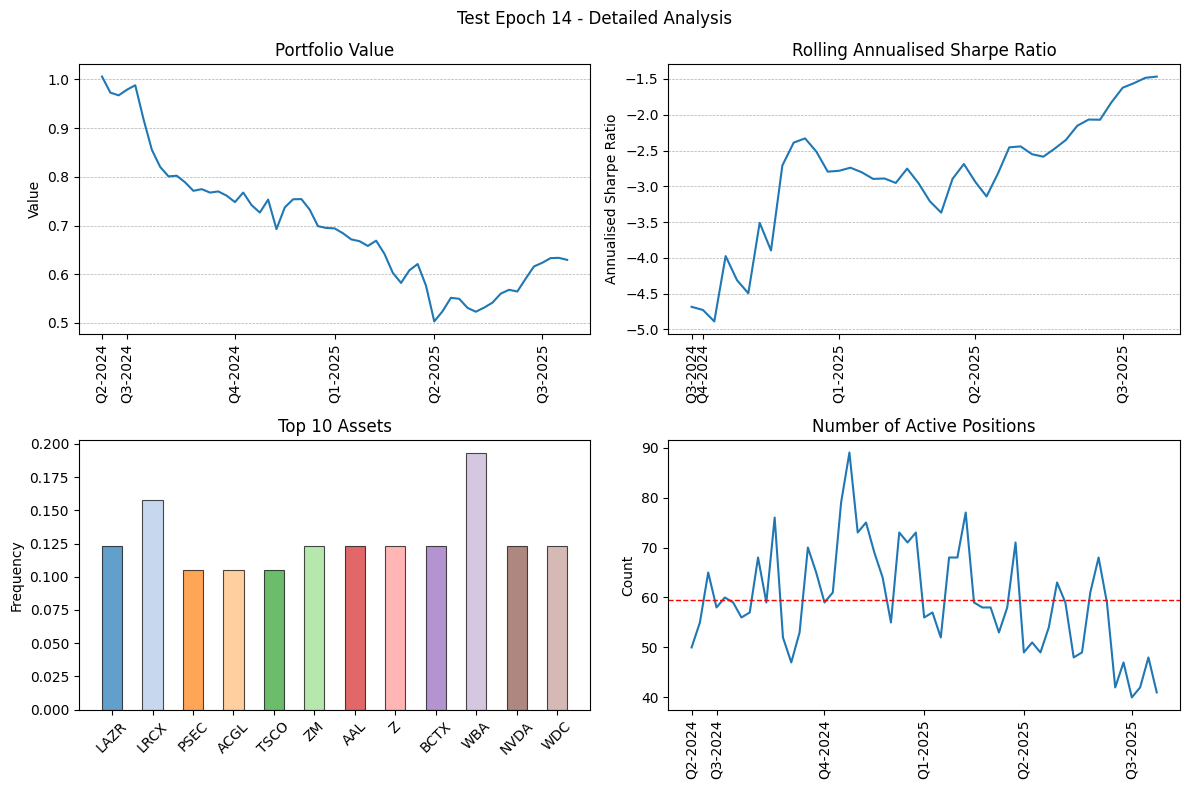 Test Epoch 14 - Detailed Analysis
Portfolio Value
Value
1.0
0.9
0.8
0.7
0.6
0.5
Q2-2024
Q3-2024
Q4-2024
Q1-2025
Q2-2025
Q3-2025
Rolling Annualised Sharpe Ratio
Annualised Sharpe Ratio
−1.5
−2.0
−2.5
−3.0
−3.5
−4.0
−4.5
−5.0
Q3-2024
Q4-2024
Q1-2025
Q2-2025
Q3-2025
Top 10 Assets
Frequency
0.200
0.175
0.150
0.125
0.100
0.075
0.050
0.025
0.000
LAZR
LRCX
PSEC
ACGL
TSCO
ZM
AAL
Z
BCTX
WBA
NVDA
WDC
Number of Active Positions
Count
90
80
70
60
50
40
Q2-2024
Q3-2024
Q4-2024
Q1-2025
Q2-2025
Q3-2025